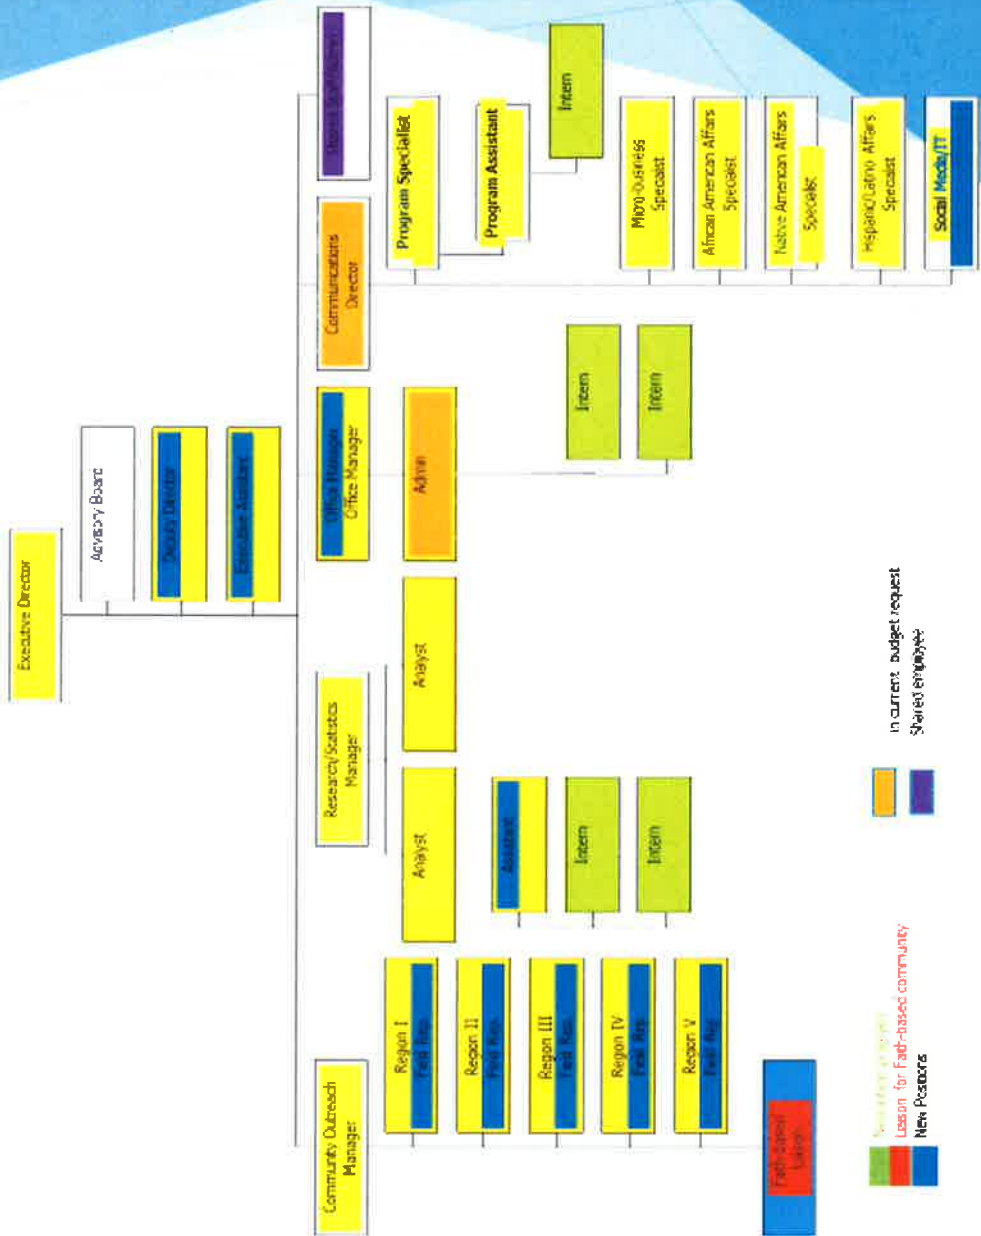 Executive Director
Advisory Board
Deputy Director
Executive Assistant
Community Outreach
Manager
Research/Statistics
Manager
Office Manager
Office Manager
Communications
Director
Region I
Field Rep.
Region II
Field Rep.
Region III
Field Rep.
Region IV
Field Rep.
Region V
Field Rep.
Faith-based
Liaison
Analyst
Analyst
Assistant
Intern
Intern
Admin
Intern
Intern
Program Specialist
Program Assistant
Intern
Micro-business
Specialist
African American Affairs
Specialist
Native American Affairs
Specialist
Hispanic/Latino Affairs
Specialist
Social Media/IT
Liaison for Faith-based community
New Positions
In current budget request
Shared employee